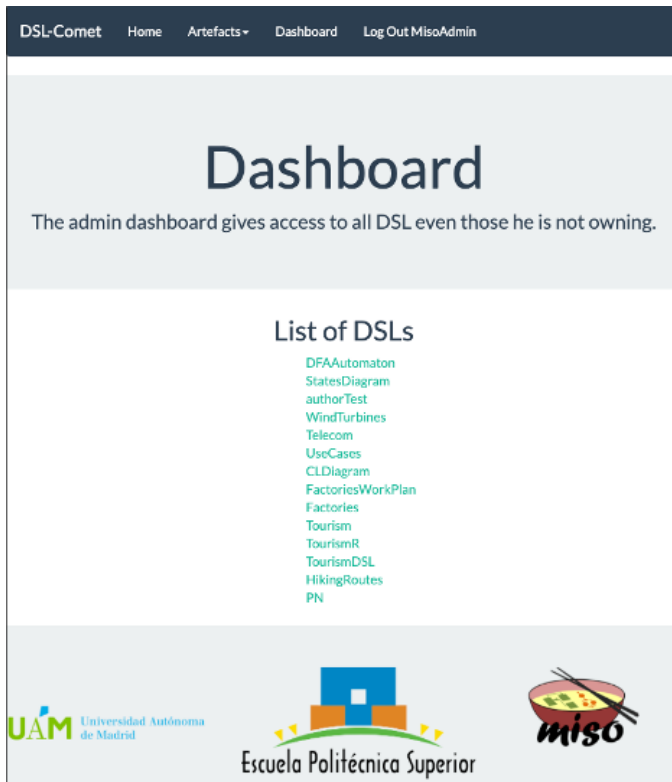 DSL-Comet Home Artefacts Dashboard Log Out MisoAdmin
Dashboard
The admin dashboard gives access to all DSL even those he is not owning.
List of DSLs
DFAAutomaton
StatesDiagram
authorTest
WindTurbines
Telecom
UseCases
CLDiagram
FactoriesWorkPlan
Factories
Tourism
TourismR
TourismDSL
HikingRoutes
PN
UAM Universidad Autónoma
de Madrid
Escuela Politécnica Superior
miso